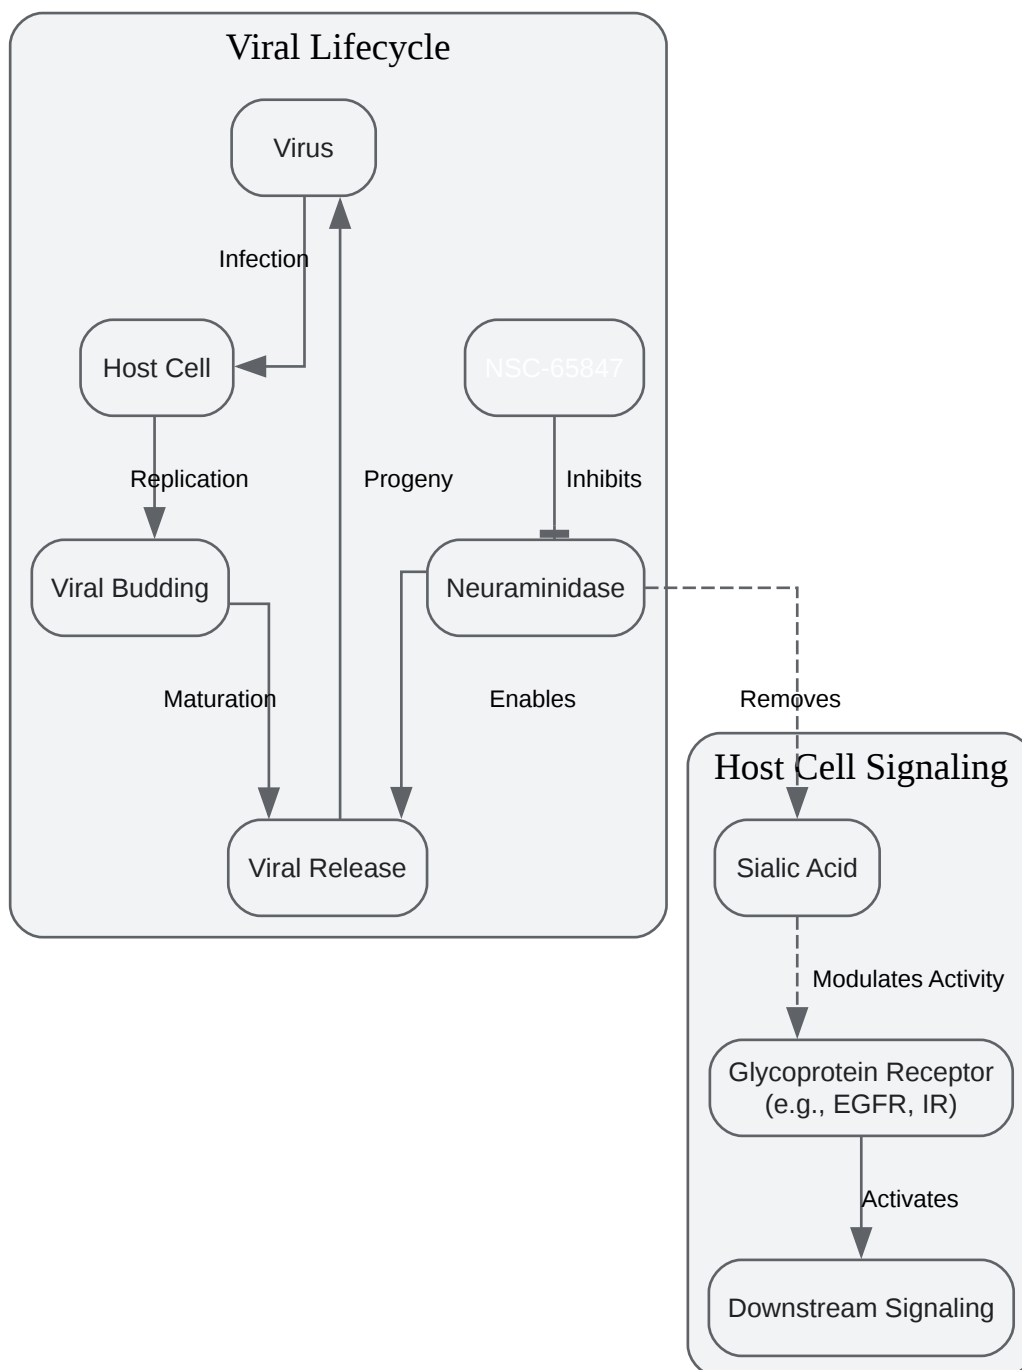 Viral Lifecycle
Virus
Infection
Host Cell
NSC-65847
Replication
Progeny
Inhibits
Viral Budding
Neuraminidase
Maturation
Enables
Removes
Host Cell Signaling
Viral Release
Sialic Acid
Modulates Activity
Glycoprotein Receptor
(e.g., EGFR, IR)
Activates
Downstream Signaling